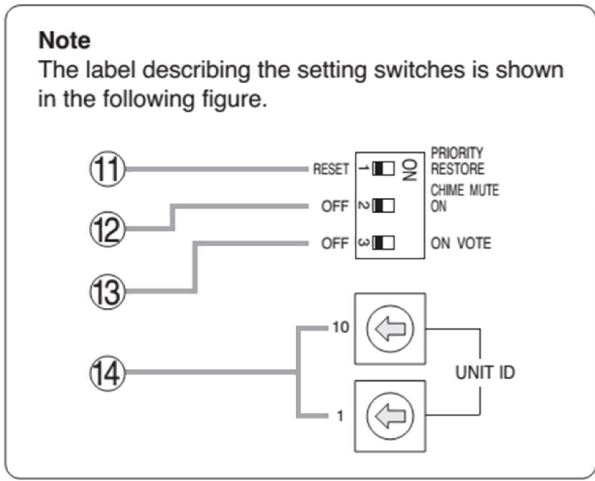 Note
The label describing the setting switches is shown
in the following figure.
⑪ RESET 1 ON PRIORITY
RESTORE
⑫ OFF 2 CHIME MUTE
ON
⑬ OFF 3 ON VOTE
⑭ 10
UNIT ID
1